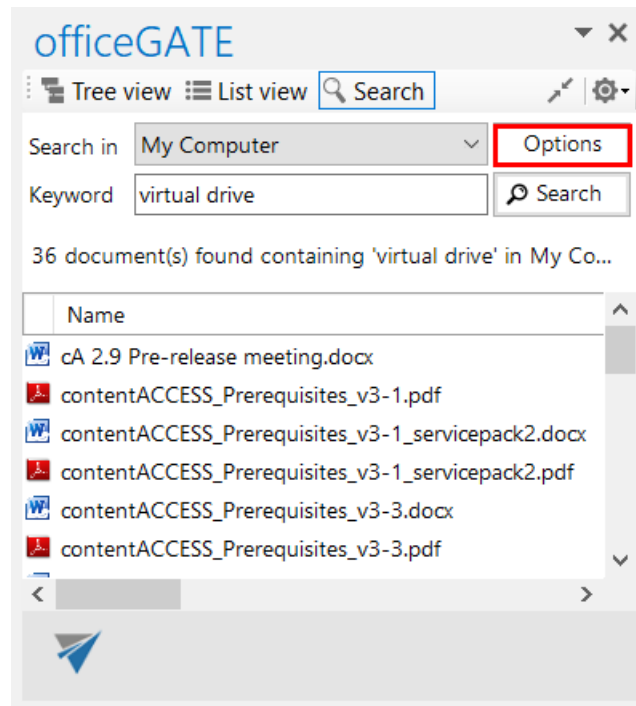 officeGATE
Tree view List view Search
Search in My Computer Options
Keyword virtual drive Search
36 document(s) found containing 'virtual drive' in My Co...
Name
cA 2.9 Pre-release meeting.docx
contentACCESS_Prerequisites_v3-1.pdf
contentACCESS_Prerequisites_v3-1_servicepack2.docx
contentACCESS_Prerequisites_v3-1_servicepack2.pdf
contentACCESS_Prerequisites_v3-3.docx
contentACCESS_Prerequisites_v3-3.pdf